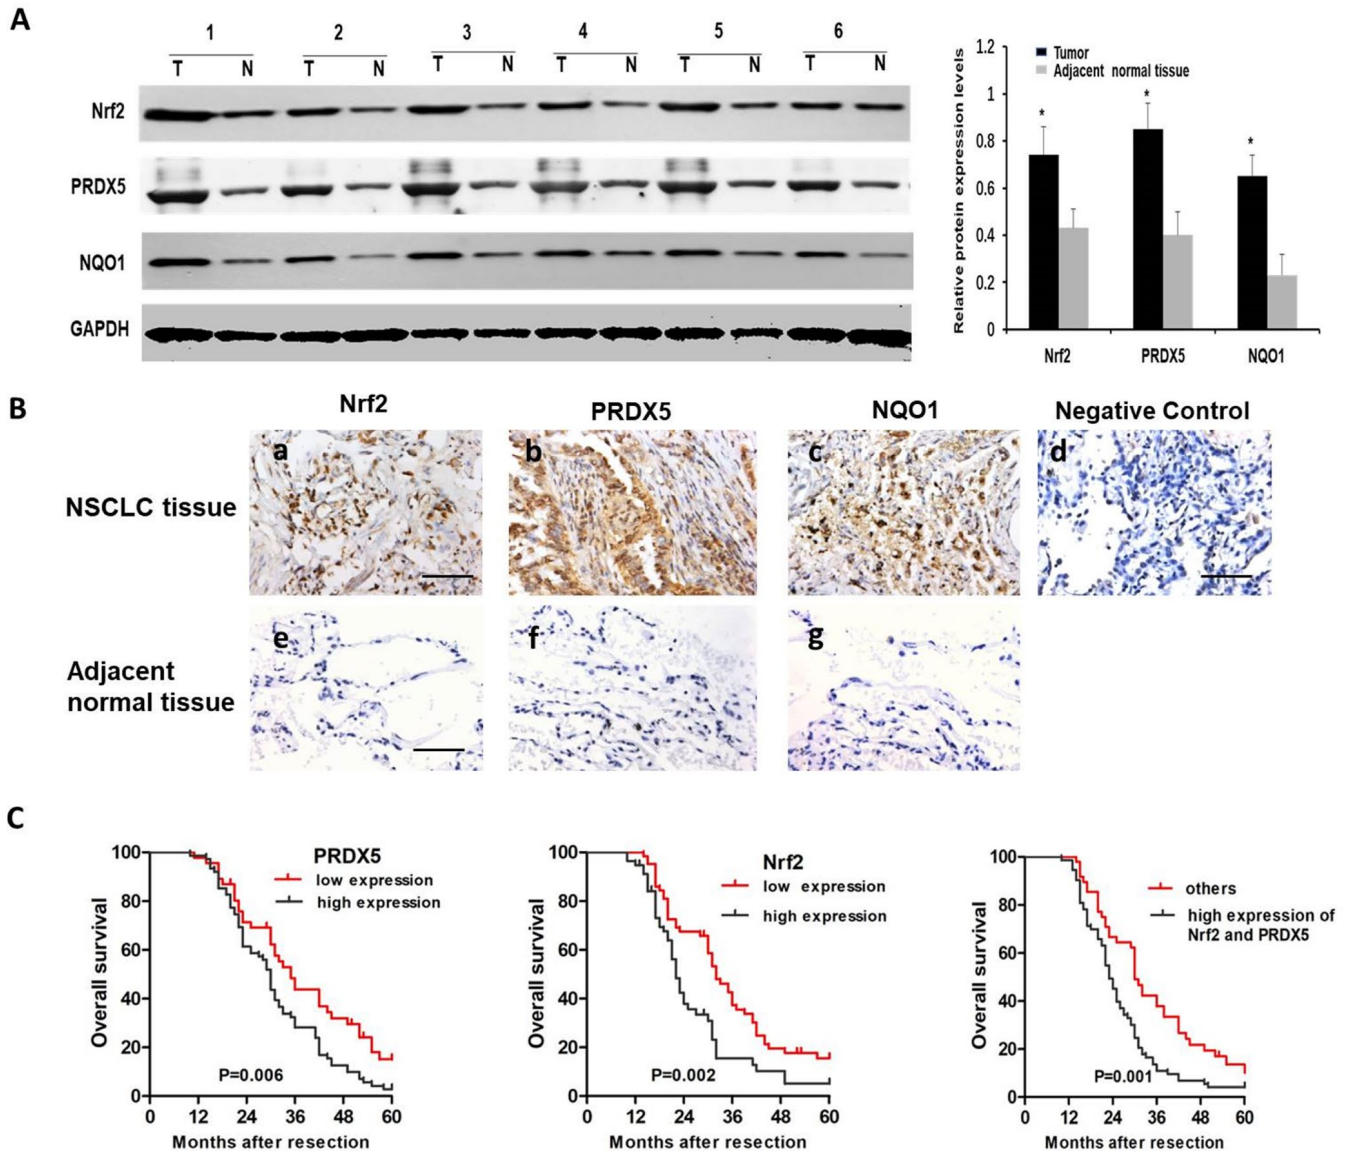 A
1 2 3 4 5 6
T N T N T N T N T N T N
Nrf2
PRDX5
NQO1
GAPDH
Relative protein expression levels
1.2
1
0.8
0.6
0.4
0.2
0
Tumor
Adjacent normal tissue
* * *
Nrf2 PRDX5 NQO1
B
Nrf2 PRDX5 NQO1 Negative Control
NSCLC tissue
a b c d
Adjacent
normal tissue
e f g
C
Overall survival
100
80
60
40
20
0
PRDX5
low expression
high expression
P=0.006
0 12 24 36 48 60
Months after resection
Overall survival
100
80
60
40
20
0
Nrf2
low expression
high expression
P=0.002
0 12 24 36 48 60
Months after resection
Overall survival
100
80
60
40
20
0
others
high expression of
Nrf2 and PRDX5
P=0.001
0 12 24 36 48 60
Months after resection